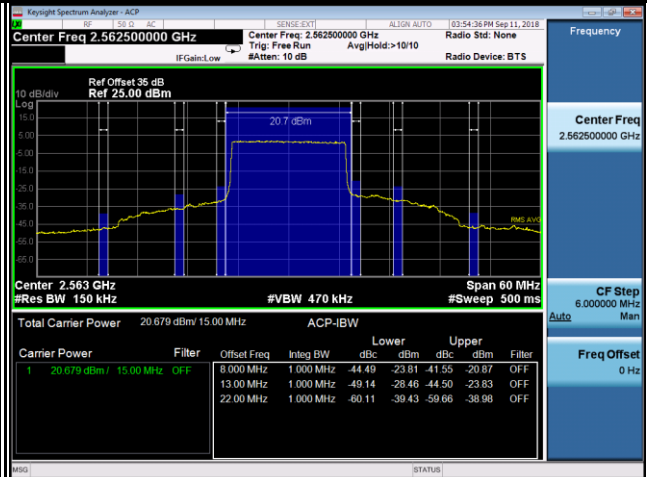 Keysight Spectrum Analyzer - ACP
RF 50 Ω AC SENSE:EXT ALIGN AUTO 03:54:36 PM Sep 11, 2018
Center Freq 2.562500000 GHz Center Freq: 2.562500000 GHz Radio Std: None Frequency
Trig: Free Run Avg|Hold:>10/10
IFGain:Low #Atten: 10 dB Radio Device: BTS
Ref Offset 35 dB
10 dB/div Ref 25.00 dBm
Log
15.0 20.7 dBm
5.00
-5.00
-15.0
-25.0
-35.0
-45.0 RMS AVG
-55.0
-65.0
Center Freq
2.562500000 GHz
Center 2.563 GHz Span 60 MHz
#Res BW 150 kHz #VBW 470 kHz #Sweep 500 ms
CF Step
6.000000 MHz
Auto Man
Total Carrier Power 20.679 dBm/ 15.00 MHz ACP-IBW
Lower Upper
Carrier Power Filter Offset Freq Integ BW dBc dBm dBc dBm Filter
1 20.679 dBm / 15.00 MHz OFF 8.000 MHz 1.000 MHz -44.49 -23.81 -41.55 -20.87 OFF
13.00 MHz 1.000 MHz -49.14 -28.46 -44.50 -23.83 OFF
22.00 MHz 1.000 MHz -60.11 -39.43 -59.66 -38.98 OFF
Freq Offset
0 Hz
MSG STATUS